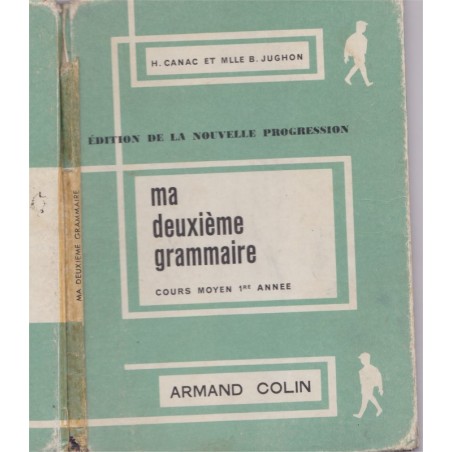 H. CANAC ET MLLE B. JUGHON
ÉDITION DE LA NOUVELLE PROGRESSION
ma
deuxième
grammaire
COURS MOYEN 1RE ANNEE
ARMAND COLIN
MA DEUXIÈME GRAMMAIRE